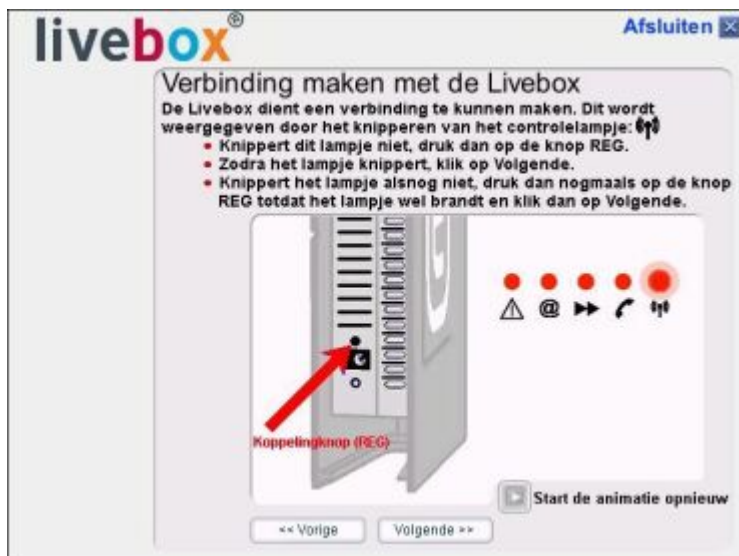 livebox®
Afsluiten
Verbinding maken met de Livebox
De Livebox dient een verbinding te kunnen maken. Dit wordt
weergegeven door het knipperen van het controlelampje:
• Knippert dit lampje niet, druk dan op de knop REG.
• Zodra het lampje knippert, klik op Volgende.
• Knippert het lampje alsnog niet, druk dan nogmaals op de knop
REG totdat het lampje wel brandt en klik dan op Volgende.
@
Koppelingknop (REG)
Start de animatie opnieuw
<< Vorige
Volgende >>